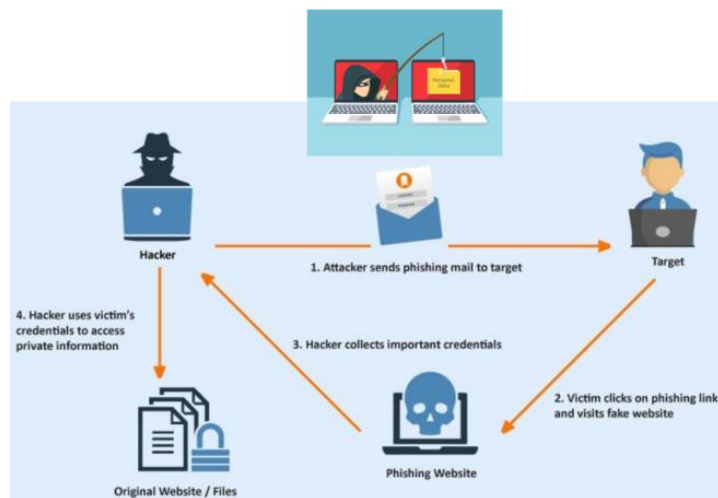 Personal
Data
Hacker
1. Attacker sends phishing mail to target
Target
4. Hacker uses victim's
credentials to access
private information
3. Hacker collects important credentials
2. Victim clicks on phishing link
and visits fake website
Phishing Website
Original Website / Files